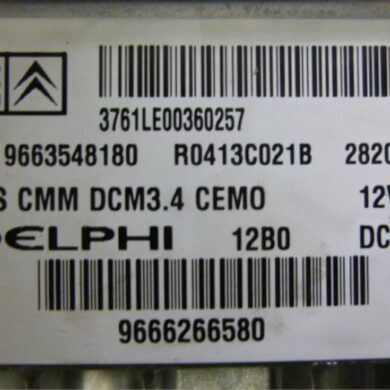 3761LE00360257
9663548180 R0413C021B 2820
S CMM DCM3.4 CEMO 12V
DELPHI 12B0 DC
9666266580